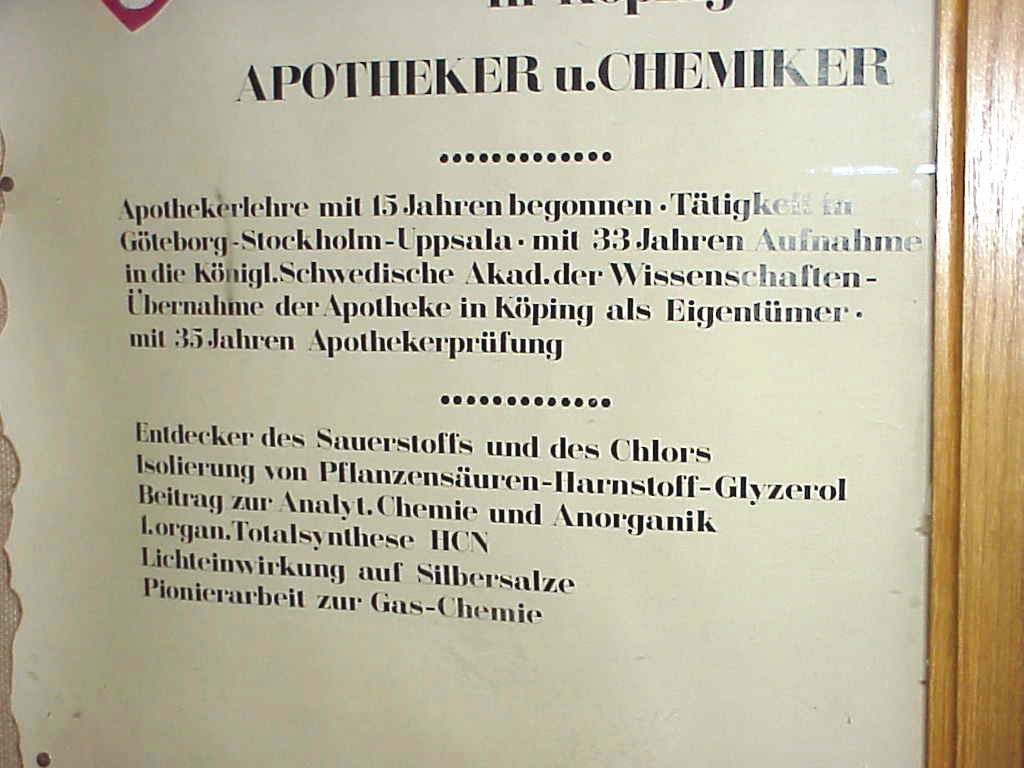 in Köping
APOTHEKER u.CHEMIKER
Apothekerlehre mit 15 Jahren begonnen · Tätigkeit in
Göteborg-Stockholm-Uppsala · mit 33 Jahren Aufnahme
in die Königl.Schwedische Akad. der Wissenschaften -
Übernahme der Apotheke in Köping als Eigentümer ·
mit 35 Jahren Apothekerprüfung
Entdecker des Sauerstoffs und des Chlors
Isolierung von Pflanzensäuren-Harnstoff-Glyzerol
Beitrag zur Analyt. Chemie und Anorganik
1.organ.Totalsynthese HCN
Lichteinwirkung auf Silbersalze
Pionierarbeit zur Gas-Chemie